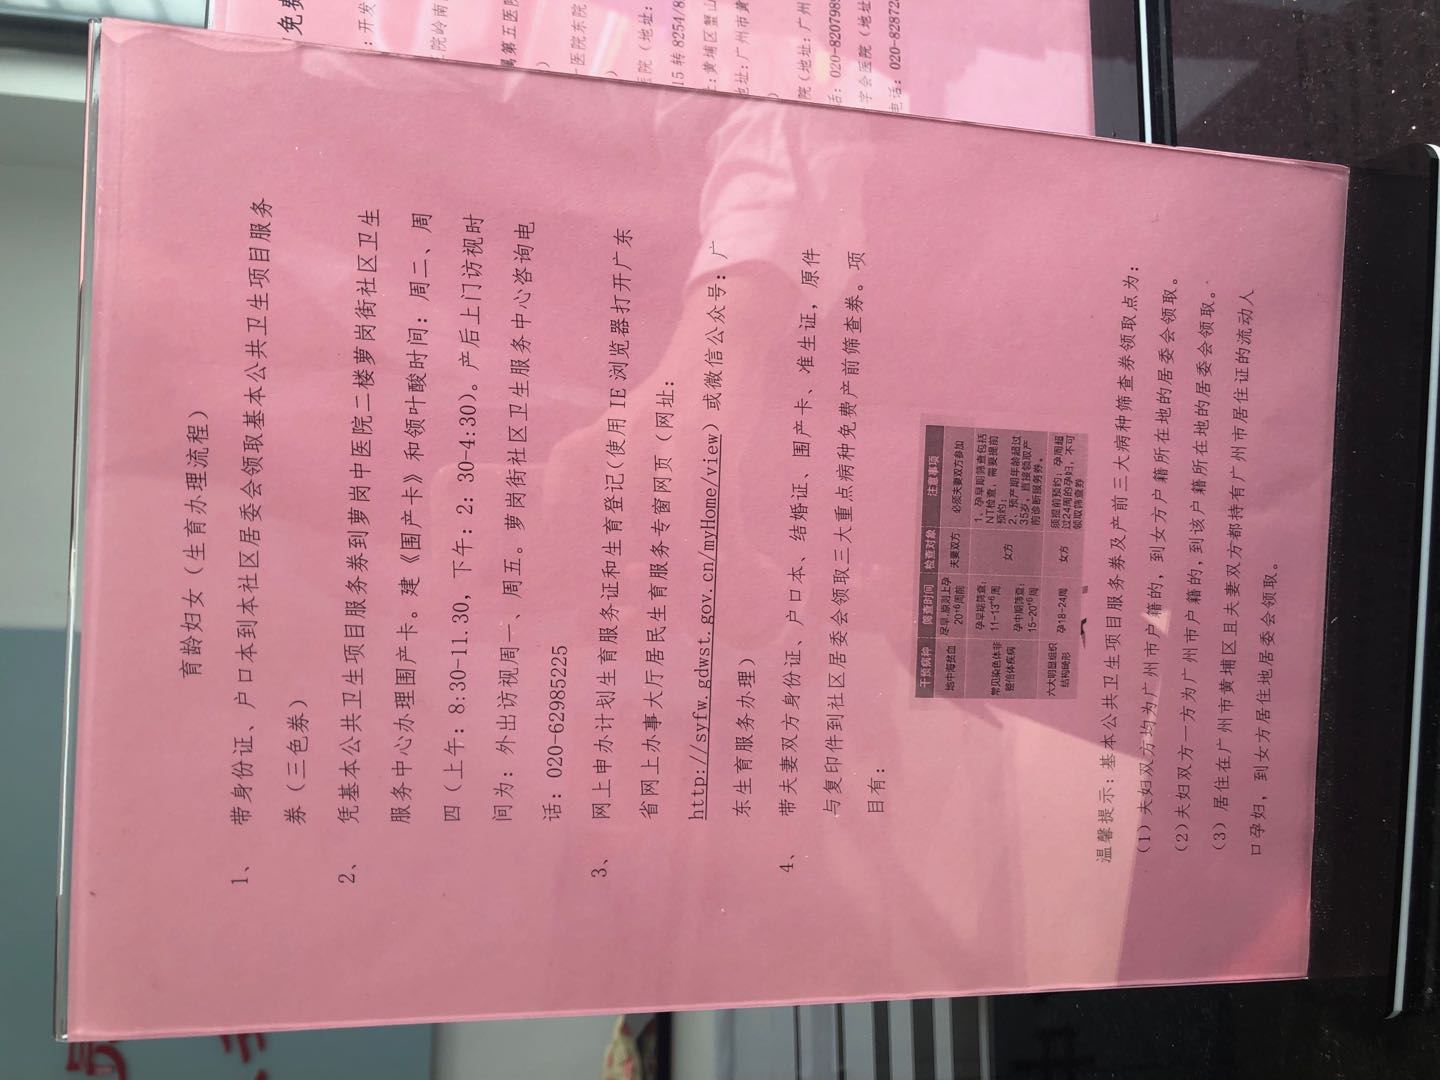 育龄妇女（生育办理流程）
1、 带身份证、户口本到本社区居委会领取基本公共卫生项目服务
券（三色券）
2、 凭基本公共卫生项目服务券到萝岗中医院二楼萝岗街社区卫生
服务中心办理围产卡。建《围产卡》和领叶酸时间：周二、周
四（上午：8:30-11.30，下午：2：30-4:30）。产后上门访视时
间为：外出访视周一、周五。萝岗街社区卫生服务中心咨询电
话：020-62985225
3、 网上申办计划生育服务证和生育登记（使用 IE 浏览器打开广东
省网上办事大厅居民生育服务专窗网页（网址：
http://syfw.gdwst.gov.cn/myHome/view）或微信公众号：广
东生育服务办理）
4、 带夫妻双方身份证、户口本、结婚证、围产卡、准生证，原件
与复印件到社区居委会领取三大重点病种免费产前筛查券。项
目有：
干预病种 筛查时间 检查对象 注意事项
地中海贫血 尽早,原则上孕 夫妻双方 必须夫妻双方参加
20+6周前
常见染色体非
整倍体疾病
孕早期筛查：
11-13+6周
孕中期筛查：
15-20+6周
女方
1、孕早期筛查包括
NT检查，需要提前
预约；
2、预产期年龄超过
35岁，直接领取产
前诊断服务券。
六大明显组织
结构畸形
孕18-24周
女方
须提前预约；孕周超
过24周的孕妇，不可
领取筛查券
温馨提示：基本公共卫生项目服务券及产前三大病种筛查券领取点为：
（1）夫妇双方均为广州市户籍的，到女方户籍所在地的居委会领取。
（2）夫妇双方一方为广州市户籍的，到该户籍所在地的居委会领取。
（3）居住在广州市黄埔区且夫妻双方都持有广州市居住证的流动人
口孕妇，到女方居住地居委会领取。
免费
：开发
院岭南
属第五医院
）
一医院东院
）
医院（地址：
15 转 8254/8
址：黄埔区蟹山
地址：广州市黄
）
院（地址：广州
话：020-8207989
字会医院（地址
电话：020-82872